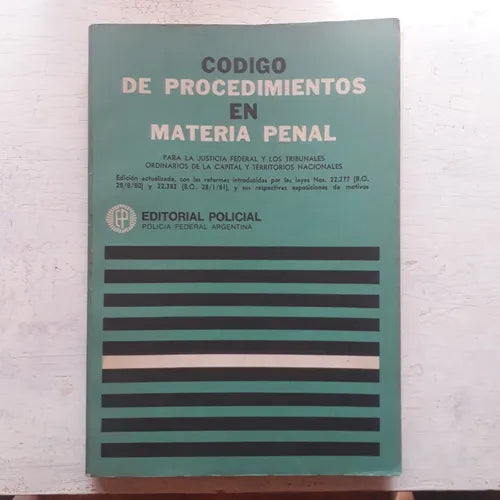 CODIGO
DE PROCEDIMIENTOS
EN
MATERIA PENAL
PARA LA JUSTICIA FEDERAL Y LOS TRIBUNALES
ORDINARIOS DE LA CAPITAL Y TERRITORIOS NACIONALES
Edición actualizada, con las reformas introducidas por las leyes Nos. 22.277 (B.O.
28/8/80) y 22.383 (B.O. 28/1/81), y sus respectivas exposiciones de motivos
EP
EDITORIAL POLICIAL
POLICIA FEDERAL ARGENTINA